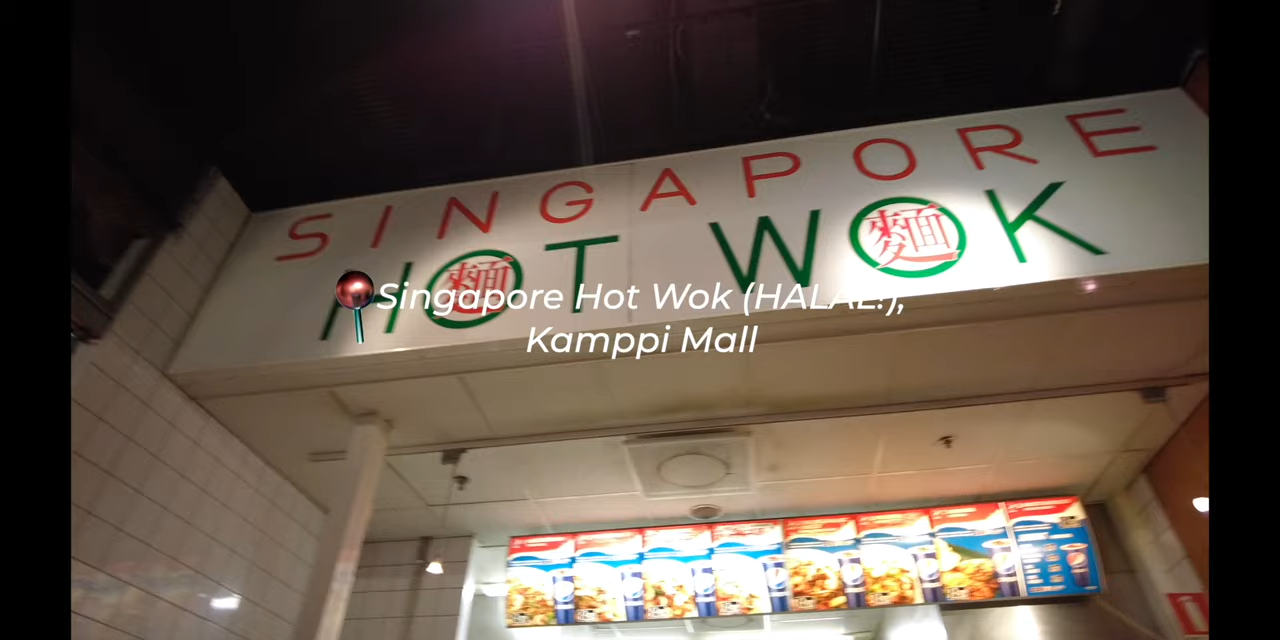 SINGAPORE
HOT WOK
麵 麵
Singapore Hot Wok (HALAL!),
Kamppi Mall